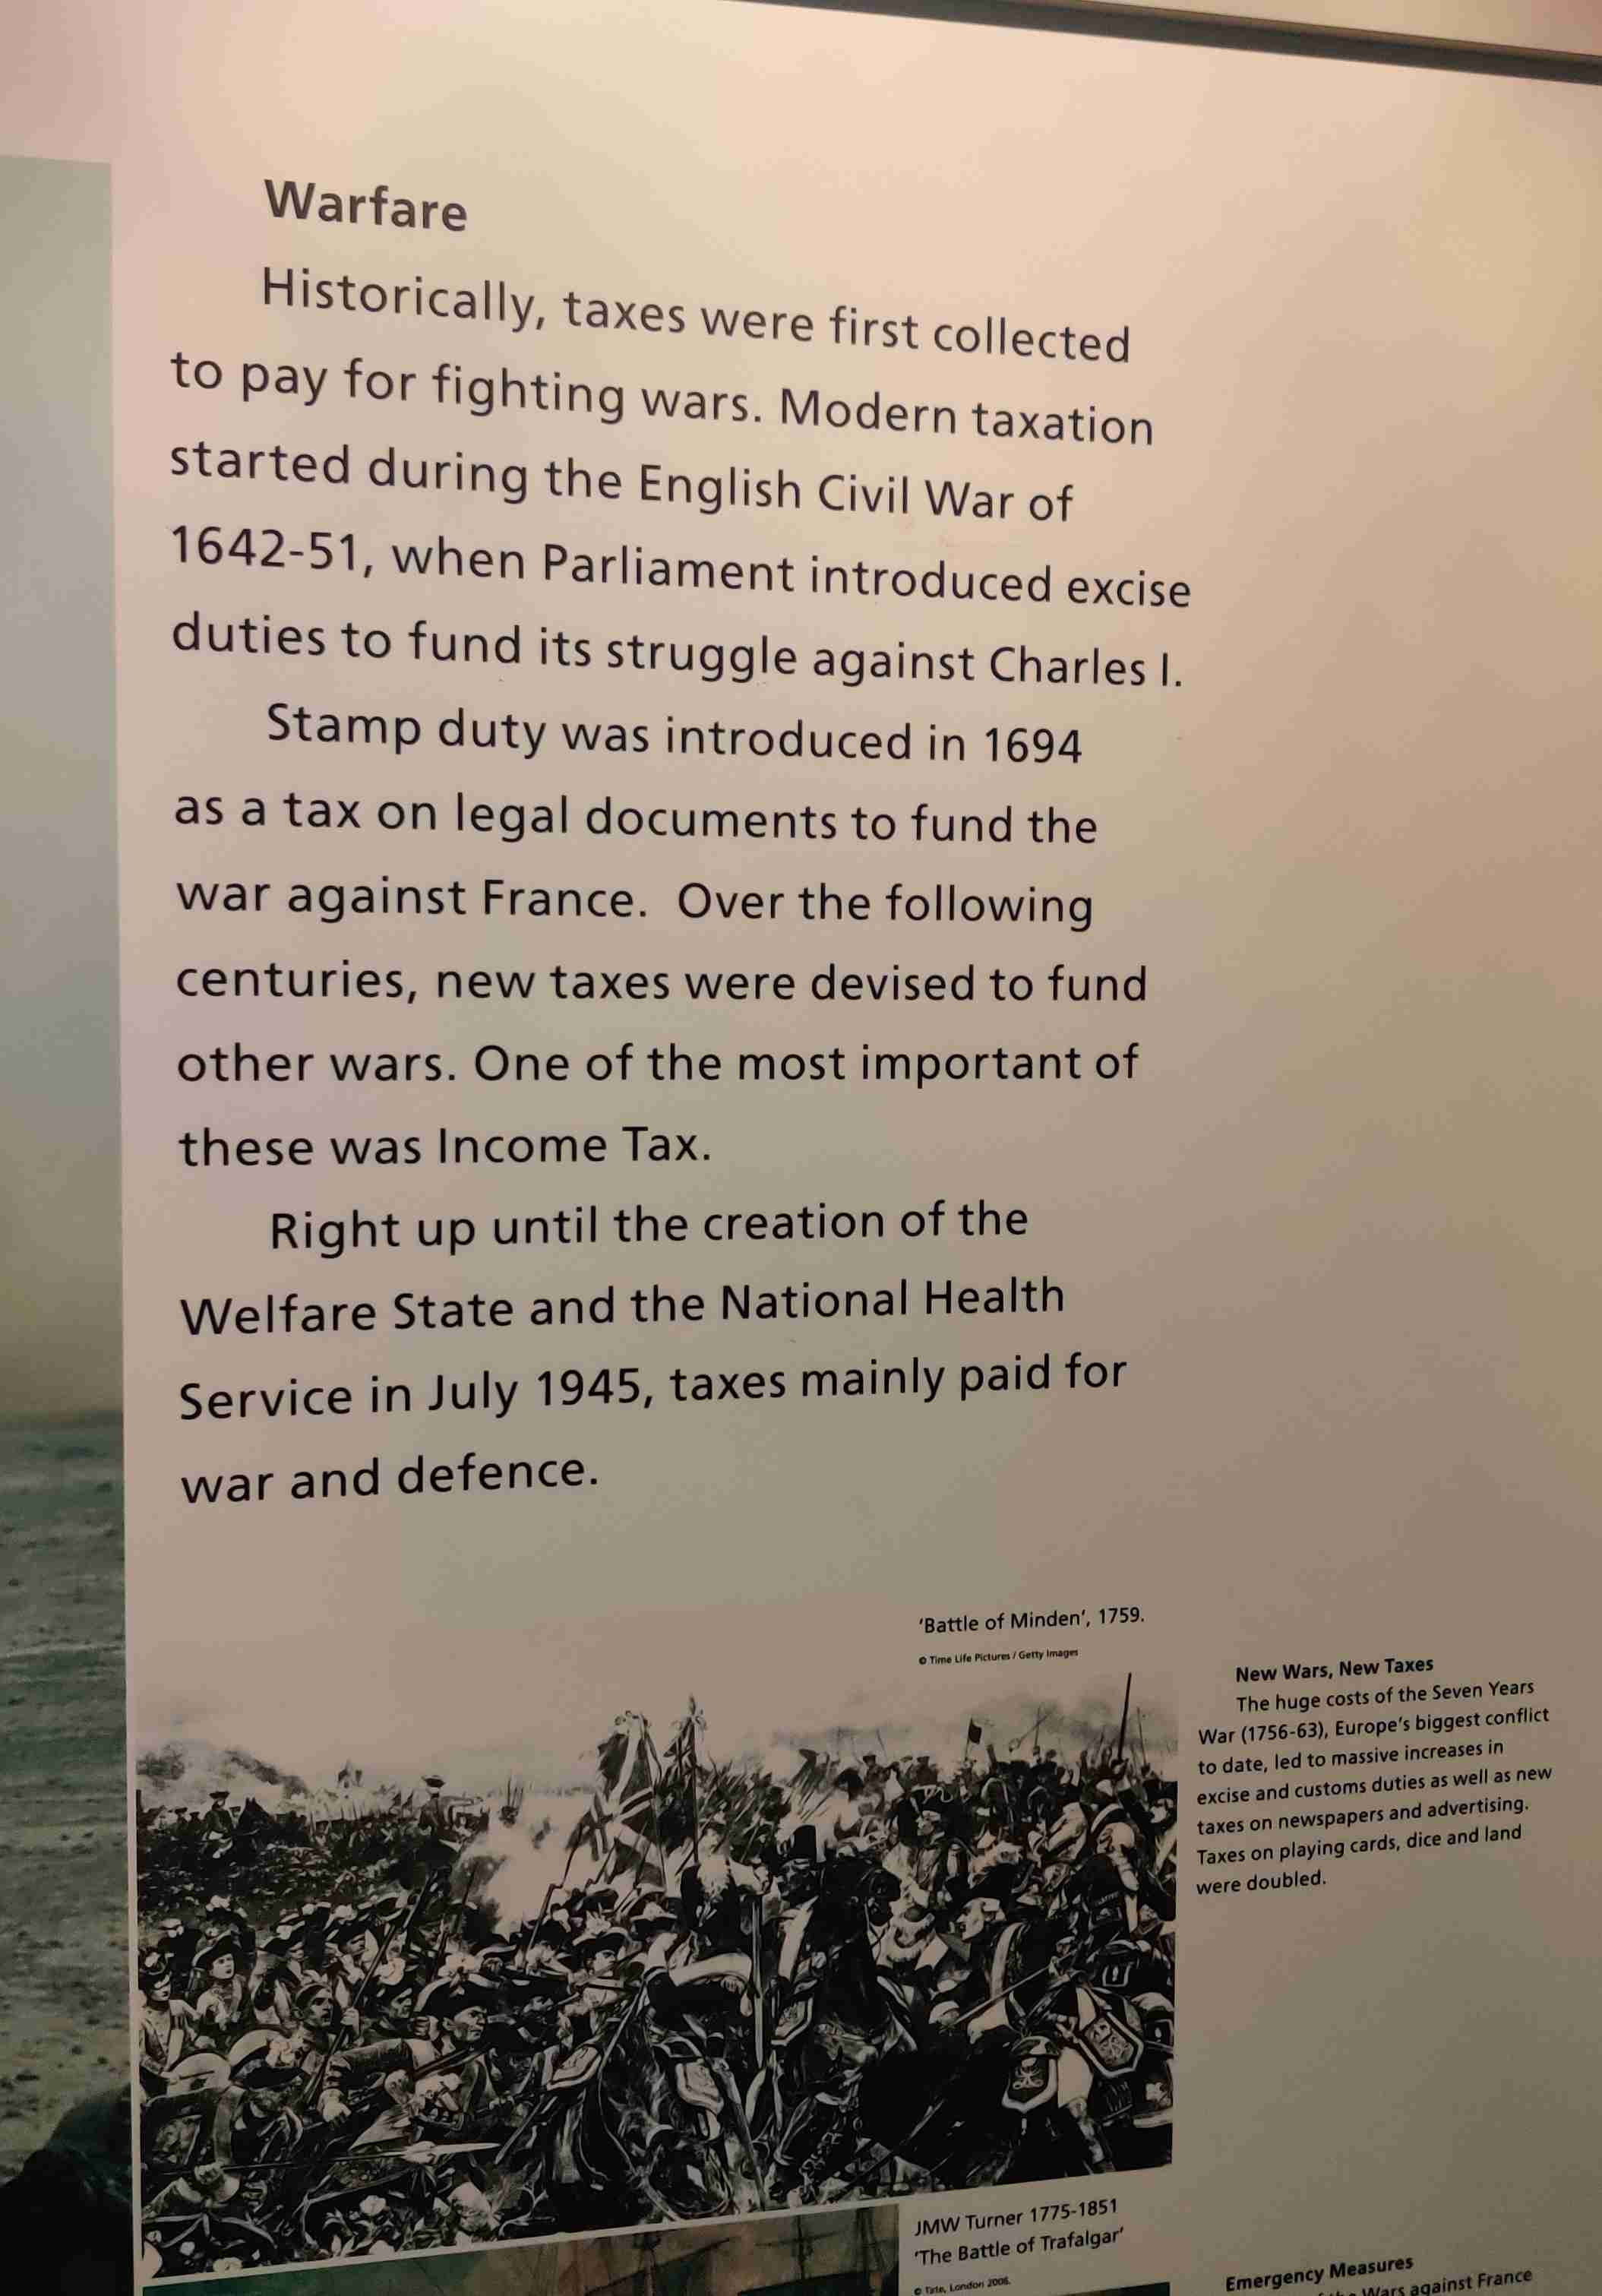 Warfare
Historically, taxes were first collected
to pay for fighting wars. Modern taxation
started during the English Civil War of
1642-51, when Parliament introduced excise
duties to fund its struggle against Charles I.
Stamp duty was introduced in 1694
as a tax on legal documents to fund the
war against France. Over the following
centuries, new taxes were devised to fund
other wars. One of the most important of
these was Income Tax.
Right up until the creation of the
Welfare State and the National Health
Service in July 1945, taxes mainly paid for
war and defence.
'Battle of Minden', 1759.
© Time Life Pictures / Getty Images
New Wars, New Taxes
The huge costs of the Seven Years
War (1756-63), Europe's biggest conflict
to date, led to massive increases in
excise and customs duties as well as new
taxes on newspapers and advertising.
Taxes on playing cards, dice and land
were doubled.
JMW Turner 1775-1851
'The Battle of Trafalgar'
© Tate, London 2006.
Emergency Measures
Wars against France